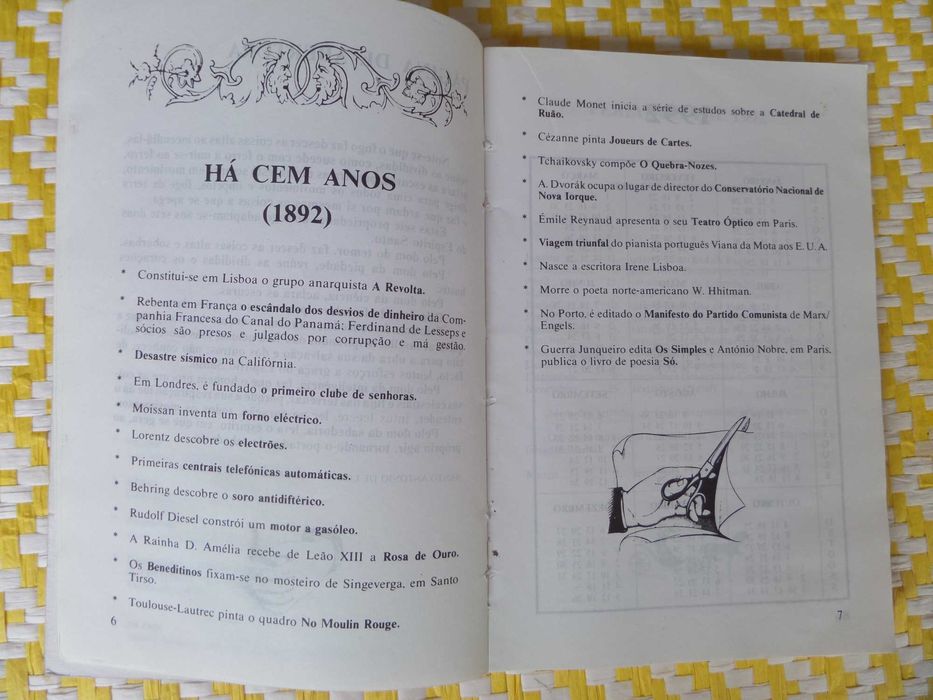 HÁ CEM ANOS
(1892)
* Constitui-se em Lisboa o grupo anarquista A Revolta.
* Rebenta em França o escândalo dos desvios de dinheiro da Com-
panhia Francesa do Canal do Panamá; Ferdinand de Lesseps e
sócios são presos e julgados por corrupção e má gestão.
* Desastre sísmico na Califórnia.
* Em Londres, é fundado o primeiro clube de senhoras.
* Moissan inventa um forno eléctrico.
* Lorentz descobre os electrões.
* Primeiras centrais telefónicas automáticas.
* Behring descobre o soro antidiftérico.
* Rudolf Diesel constrói um motor a gasóleo.
* A Rainha D. Amélia recebe de Leão XIII a Rosa de Ouro.
* Os Beneditinos fixam-se no mosteiro de Singeverga, em Santo
Tirso.
* Toulouse-Lautrec pinta o quadro No Moulin Rouge.
6
* Claude Monet inicia a série de estudos sobre a Catedral de
Ruão.
* Cézanne pinta Joueurs de Cartes.
* Tchaikovsky compõe O Quebra-Nozes.
* A. Dvorák ocupa o lugar de director do Conservatório Nacional de
Nova Iorque.
* Émile Reynaud apresenta o seu Teatro Óptico em Paris.
* Viagem triunfal do pianista português Viana da Mota aos E. U. A.
* Nasce a escritora Irene Lisboa.
* Morre o poeta norte-americano W. Hhitman.
* No Porto, é editado o Manifesto do Partido Comunista de Marx/
Engels.
* Guerra Junqueiro edita Os Simples e António Nobre, em Paris,
publica o livro de poesia Só.
7